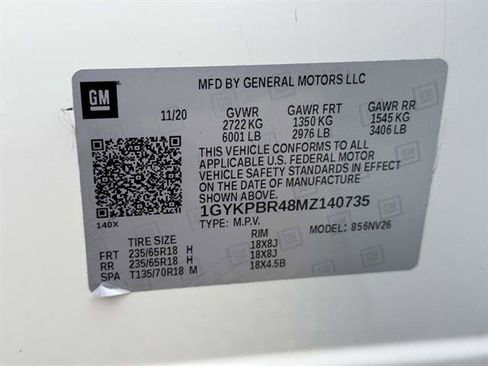 GM
MFD BY GENERAL MOTORS LLC
11/20 GVWR GAWR FRT GAWR RR
2722 KG 1350 KG 1545 KG
6001 LB 2976 LB 3406 LB
THIS VEHICLE CONFORMS TO ALL
APPLICABLE U.S. FEDERAL MOTOR
VEHICLE SAFETY STANDARDS IN EFFECT
ON THE DATE OF MANUFACTURE
SHOWN ABOVE.
1GYKPBR48MZ140735
140X
TYPE: M.P.V. MODEL: 856NV26
TIRE SIZE RIM
FRT 235/65R18 H 18X8J
RR 235/65R18 H 18X8J
SPA T135/70R18 M 18X4.5B